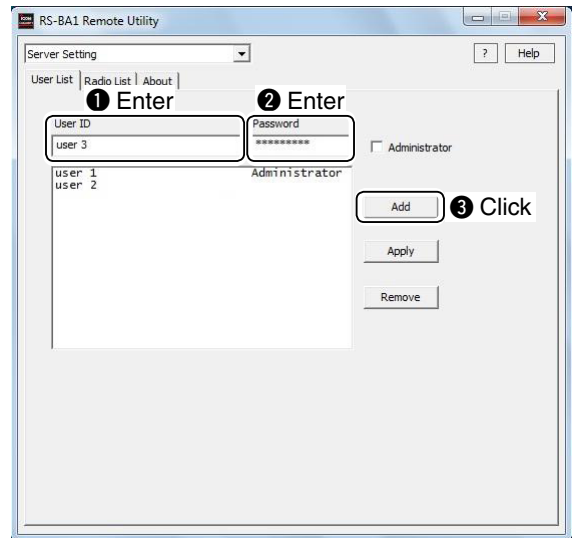 RS-BA1 Remote Utility
Server Setting
? Help
User List Radio List About
❶ Enter ❷ Enter
User ID Password
user 3 *********
Administrator
user 1 Administrator
user 2
Add ❸ Click
Apply
Remove